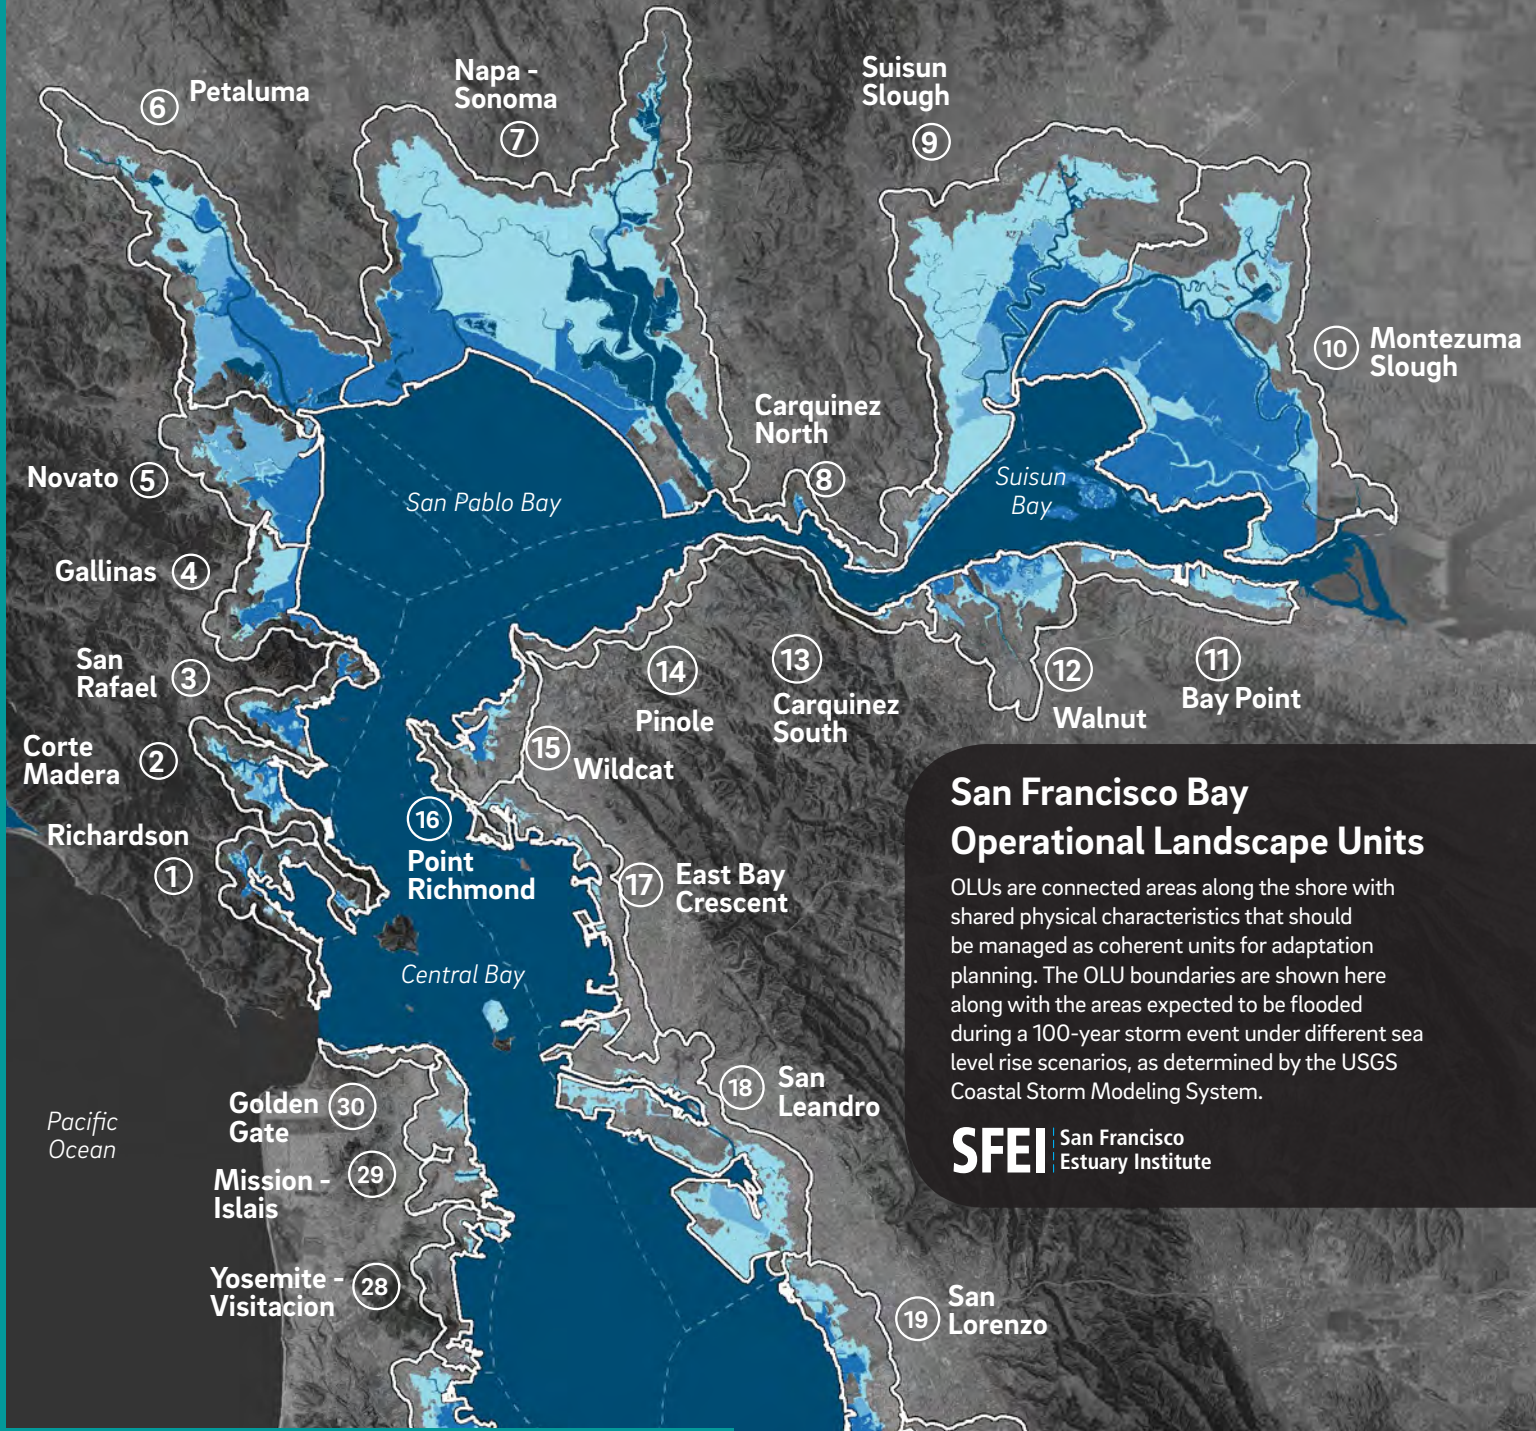 6
Petaluma
Napa -
Sonoma
7
Suisun
Slough
9
10
Montezuma
Slough
Carquinez
North
8
Suisun
Bay
San Pablo Bay
Novato
5
Gallinas
4
San
Rafael
3
14
Pinole
13
Carquinez
South
12
Walnut
11
Bay Point
Corte
Madera
2
15
Wildcat
Richardson
1
16
Point
Richmond
17
East Bay
Crescent
Central Bay
San Francisco Bay
Operational Landscape Units
OLUs are connected areas along the shore with
shared physical characteristics that should
be managed as coherent units for adaptation
planning. The OLU boundaries are shown here
along with the areas expected to be flooded
during a 100-year storm event under different sea
level rise scenarios, as determined by the USGS
Coastal Storm Modeling System.
SFEI
San Francisco
Estuary Institute
18
San
Leandro
Pacific
Ocean
Golden
Gate
30
Mission -
Islais
29
Yosemite -
Visitacion
28
19
San
Lorenzo